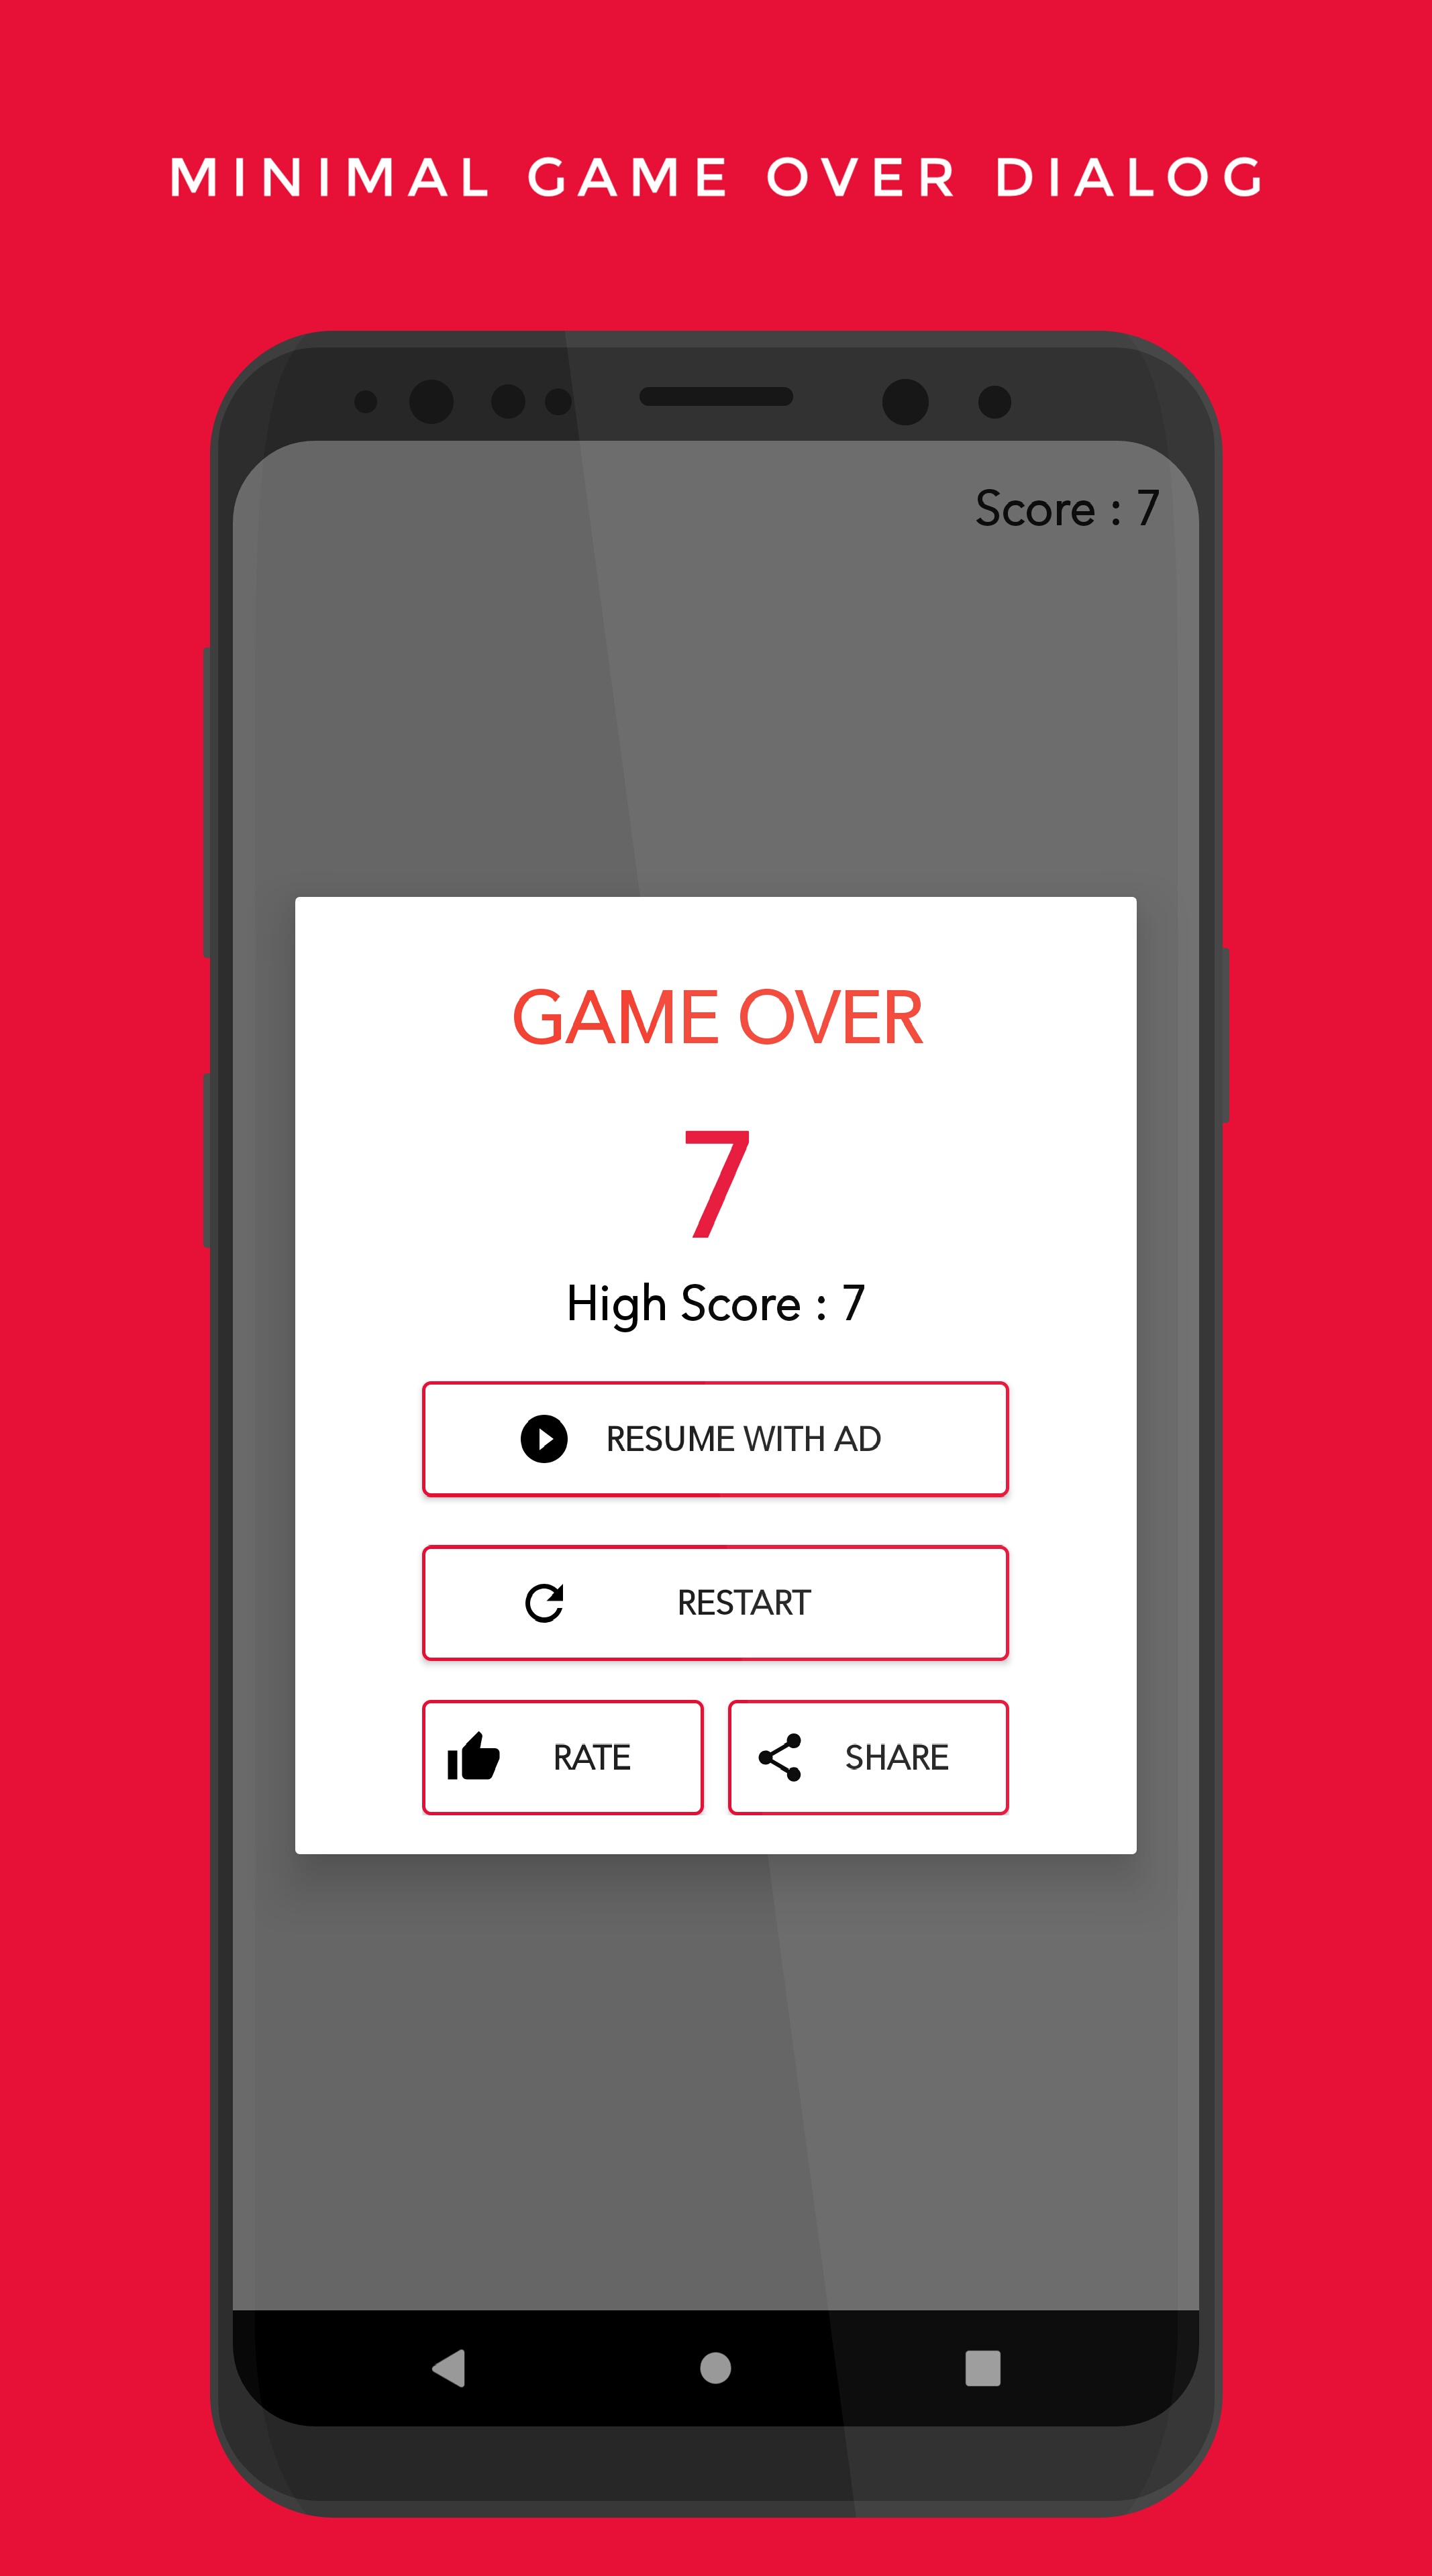 MINIMAL GAME OVER DIALOG
Score : 7
GAME OVER
7
High Score : 7
RESUME WITH AD
RESTART
RATE
SHARE